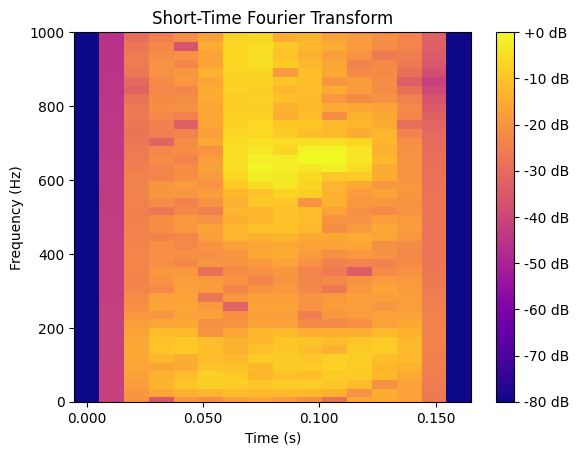 Short-Time Fourier Transform
1000
800
600
400
200
0
Frequency (Hz)
0.000
0.050
0.100
0.150
Time (s)
+0 dB
-10 dB
-20 dB
-30 dB
-40 dB
-50 dB
-60 dB
-70 dB
-80 dB